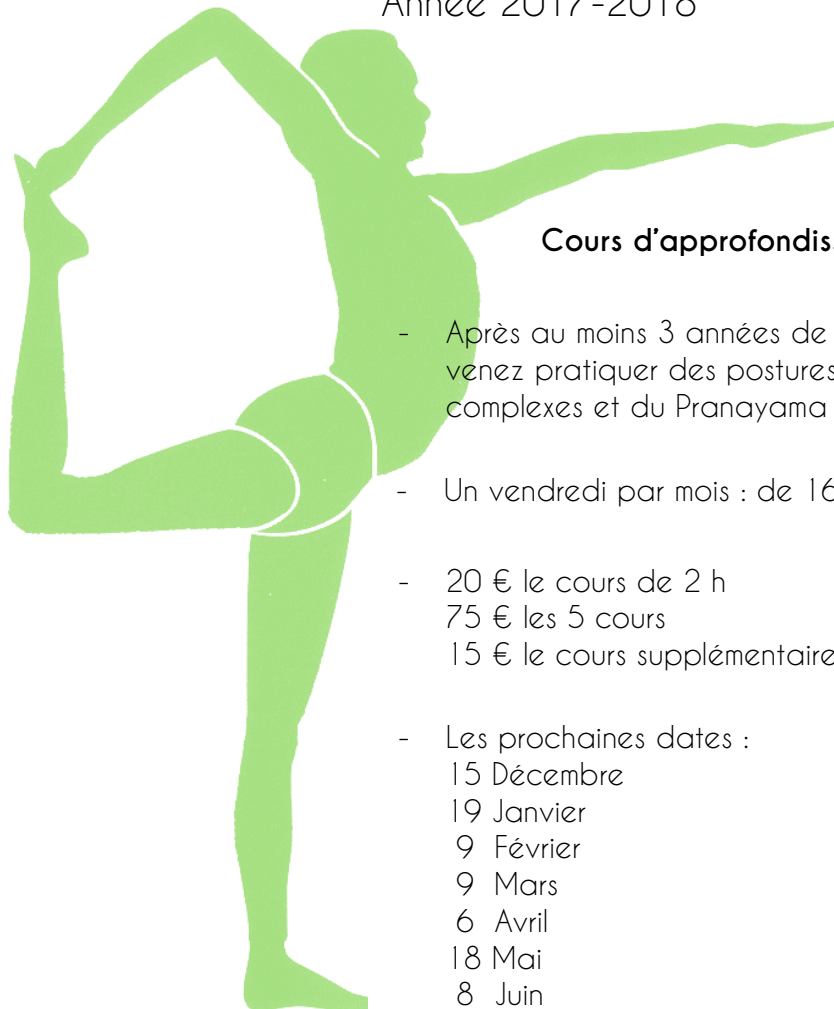 Année 2017-2018
Cours d'approfondis
- Après au moins 3 années de
venez pratiquer des postures
complexes et du Pranayama
- Un vendredi par mois : de 16
- 20 € le cours de 2 h
75 € les 5 cours
15 € le cours supplémentaire
- Les prochaines dates :
15 Décembre
19 Janvier
9 Février
9 Mars
6 Avril
18 Mai
8 Juin